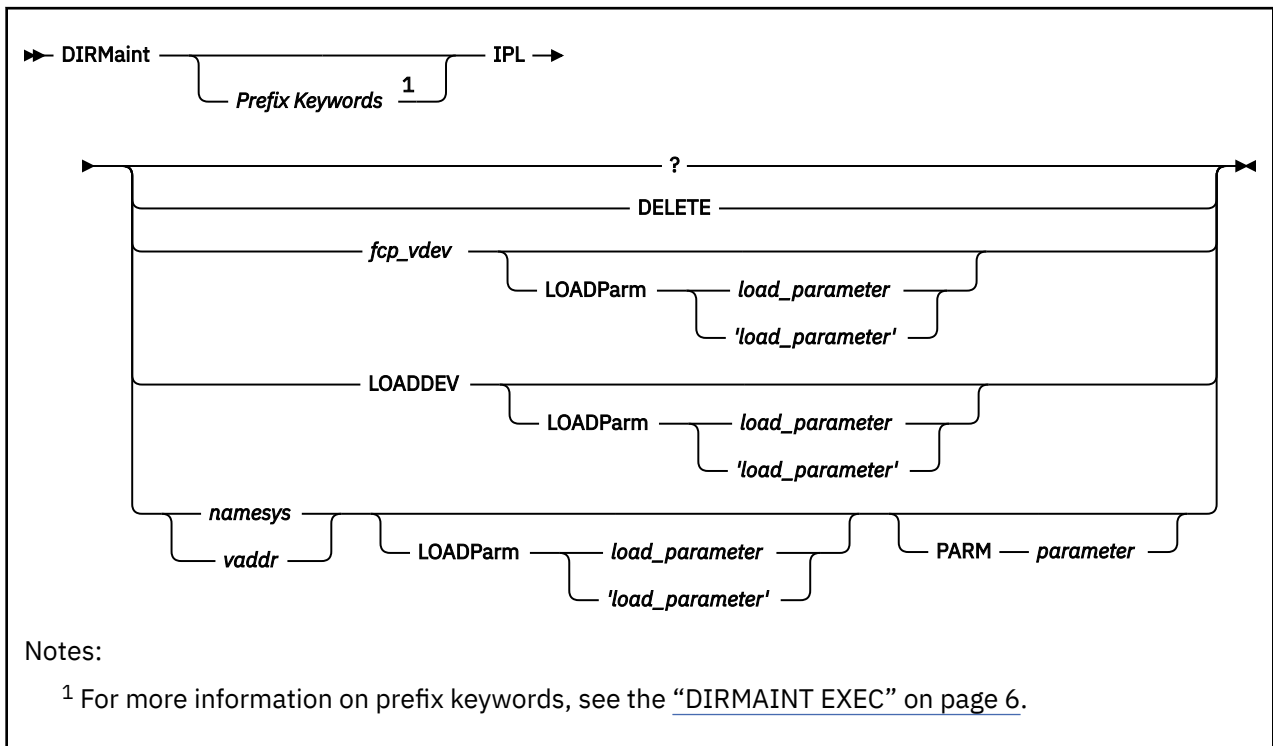 DIRMaint IPL
Prefix Keywords 1
?
DELETE
fcp_vdev
LOADParm load_parameter
'load_parameter'
LOADDEV
LOADParm load_parameter
'load_parameter'
namesys
vaddr
LOADParm load_parameter
'load_parameter'
PARM parameter
Notes:
1 For more information on prefix keywords, see the “DIRMAINT EXEC” on page 6.